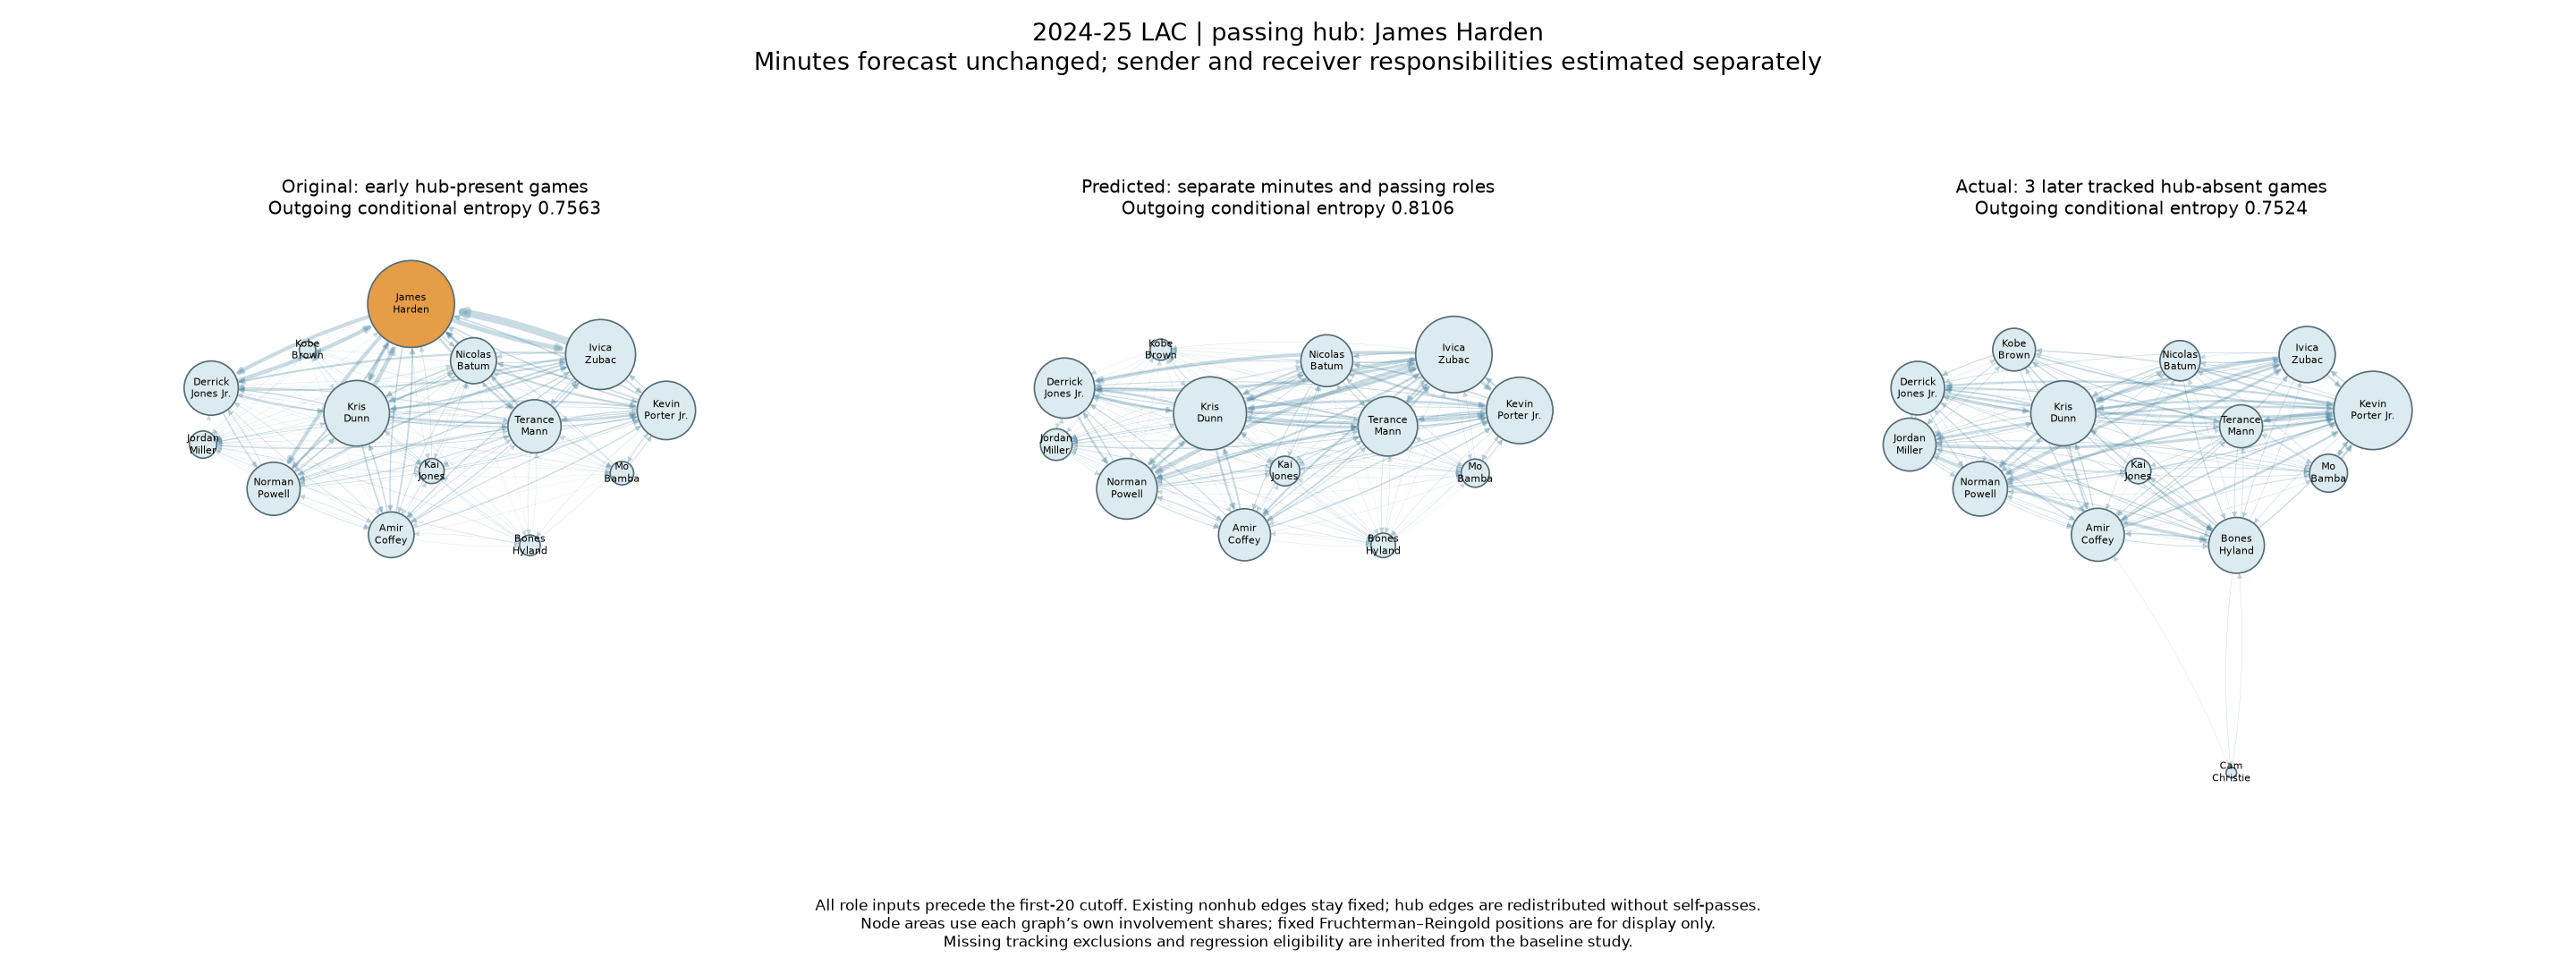 2024-25 LAC | passing hub: James Harden
Minutes forecast unchanged; sender and receiver responsibilities estimated separately
Original: early hub-present games
Outgoing conditional entropy 0.7563
James
Harden
Kobe
Brown
Nicolas
Batum
Ivica
Zubac
Derrick
Jones Jr.
Kris
Dunn
Terance
Mann
Kevin
Porter Jr.
Jordan
Miller
Norman
Powell
Kai
Jones
Mo
Bamba
Amir
Coffey
Bones
Hyland
Predicted: separate minutes and passing roles
Outgoing conditional entropy 0.8106
Kobe
Brown
Nicolas
Batum
Ivica
Zubac
Derrick
Jones Jr.
Kris
Dunn
Terance
Mann
Kevin
Porter Jr.
Jordan
Miller
Norman
Powell
Kai
Jones
Mo
Bamba
Amir
Coffey
Bones
Hyland
Actual: 3 later tracked hub-absent games
Outgoing conditional entropy 0.7524
Kobe
Brown
Nicolas
Batum
Ivica
Zubac
Derrick
Jones Jr.
Kris
Dunn
Terance
Mann
Kevin
Porter Jr.
Jordan
Miller
Norman
Powell
Kai
Jones
Mo
Bamba
Amir
Coffey
Bones
Hyland
Cam
Christie
All role inputs precede the first-20 cutoff. Existing nonhub edges stay fixed; hub edges are redistributed without self-passes.
Node areas use each graph’s own involvement shares; fixed Fruchterman–Reingold positions are for display only.
Missing tracking exclusions and regression eligibility are inherited from the baseline study.